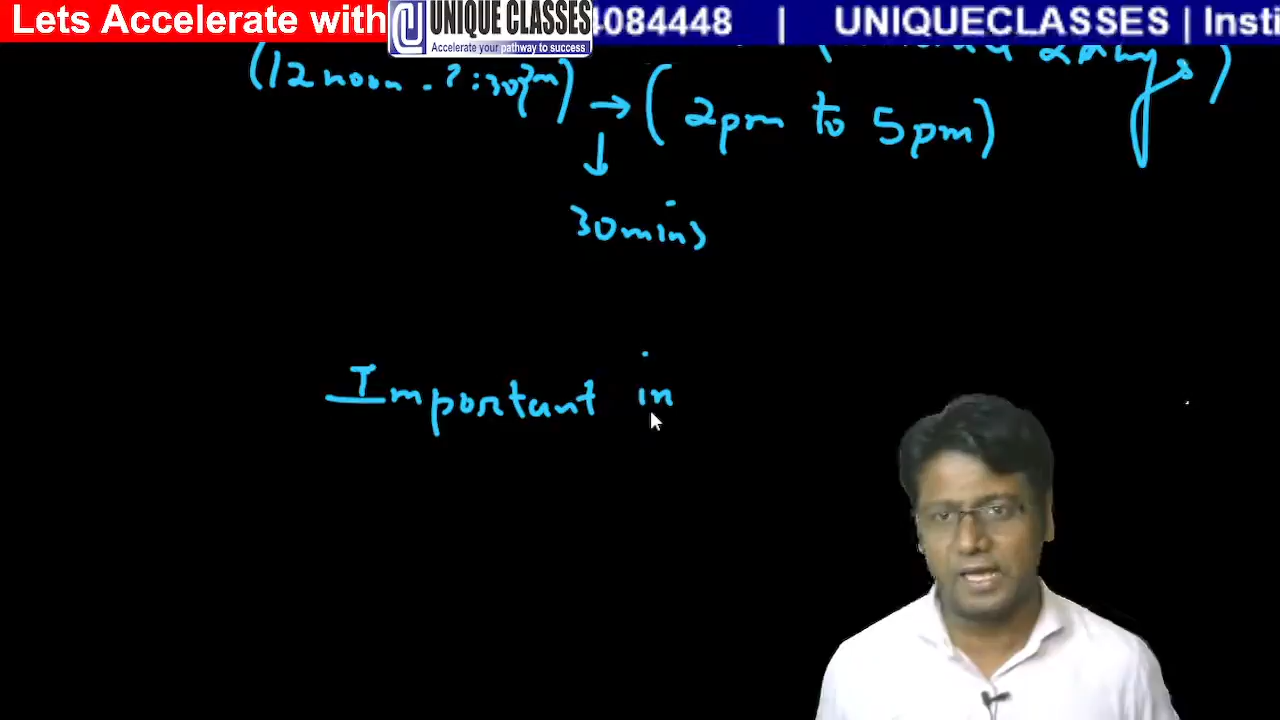 Lets Accelerate with
UNIQUE CLASSES
Accelerate your pathway to success
4084448 | UNIQUECLASSES | Insti
(12 noon - :30pm) → (2pm to 5pm)
30mins
Important in